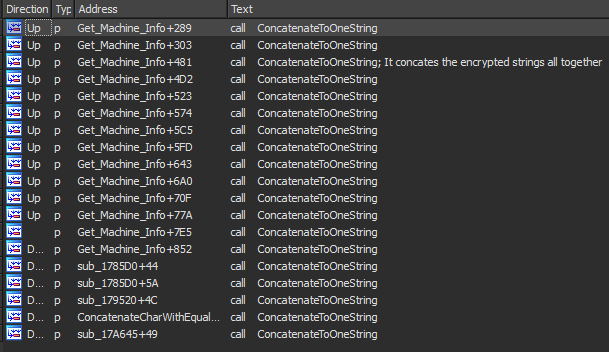 Direction Typ Address Text
Up p Get_Machine_Info+289 call ConcatenateToOneString
Up p Get_Machine_Info+303 call ConcatenateToOneString
Up p Get_Machine_Info+481 call ConcatenateToOneString; It concates the encrypted strings all together
Up p Get_Machine_Info+4D2 call ConcatenateToOneString
Up p Get_Machine_Info+523 call ConcatenateToOneString
Up p Get_Machine_Info+574 call ConcatenateToOneString
Up p Get_Machine_Info+5C5 call ConcatenateToOneString
Up p Get_Machine_Info+5FD call ConcatenateToOneString
Up p Get_Machine_Info+643 call ConcatenateToOneString
Up p Get_Machine_Info+6A0 call ConcatenateToOneString
Up p Get_Machine_Info+70F call ConcatenateToOneString
Up p Get_Machine_Info+77A call ConcatenateToOneString
p Get_Machine_Info+7E5 call ConcatenateToOneString
D... p Get_Machine_Info+852 call ConcatenateToOneString
D... p sub_1785D0+44 call ConcatenateToOneString
D... p sub_1785D0+5A call ConcatenateToOneString
D... p sub_179520+4C call ConcatenateToOneString
D... p ConcatenateCharWithEqual... call ConcatenateToOneString
D... p sub_17A645+49 call ConcatenateToOneString